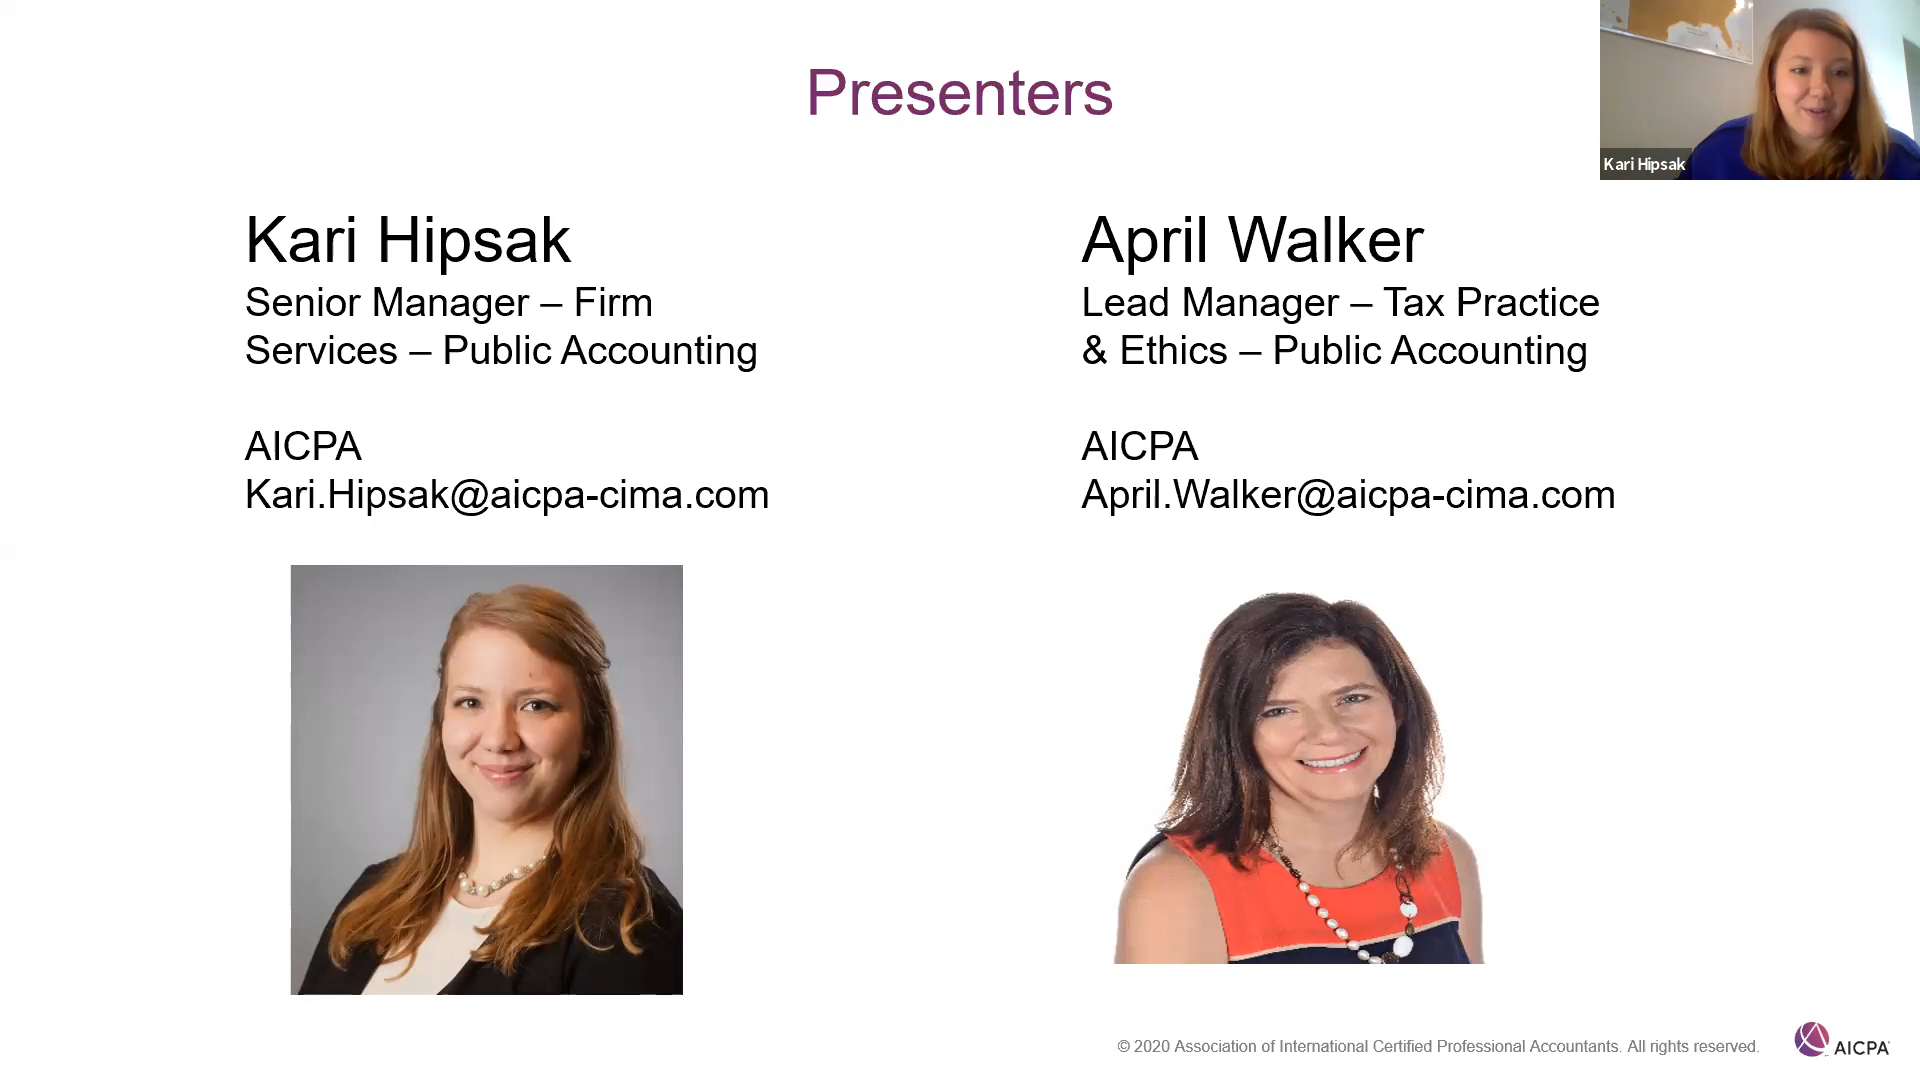 Presenters
Kari Hipsak
Kari Hipsak
Senior Manager – Firm
Services – Public Accounting
AICPA
Kari.Hipsak@aicpa-cima.com
April Walker
Lead Manager – Tax Practice
& Ethics – Public Accounting
AICPA
April.Walker@aicpa-cima.com
© 2020 Association of International Certified Professional Accountants. All rights reserved.
AICPA